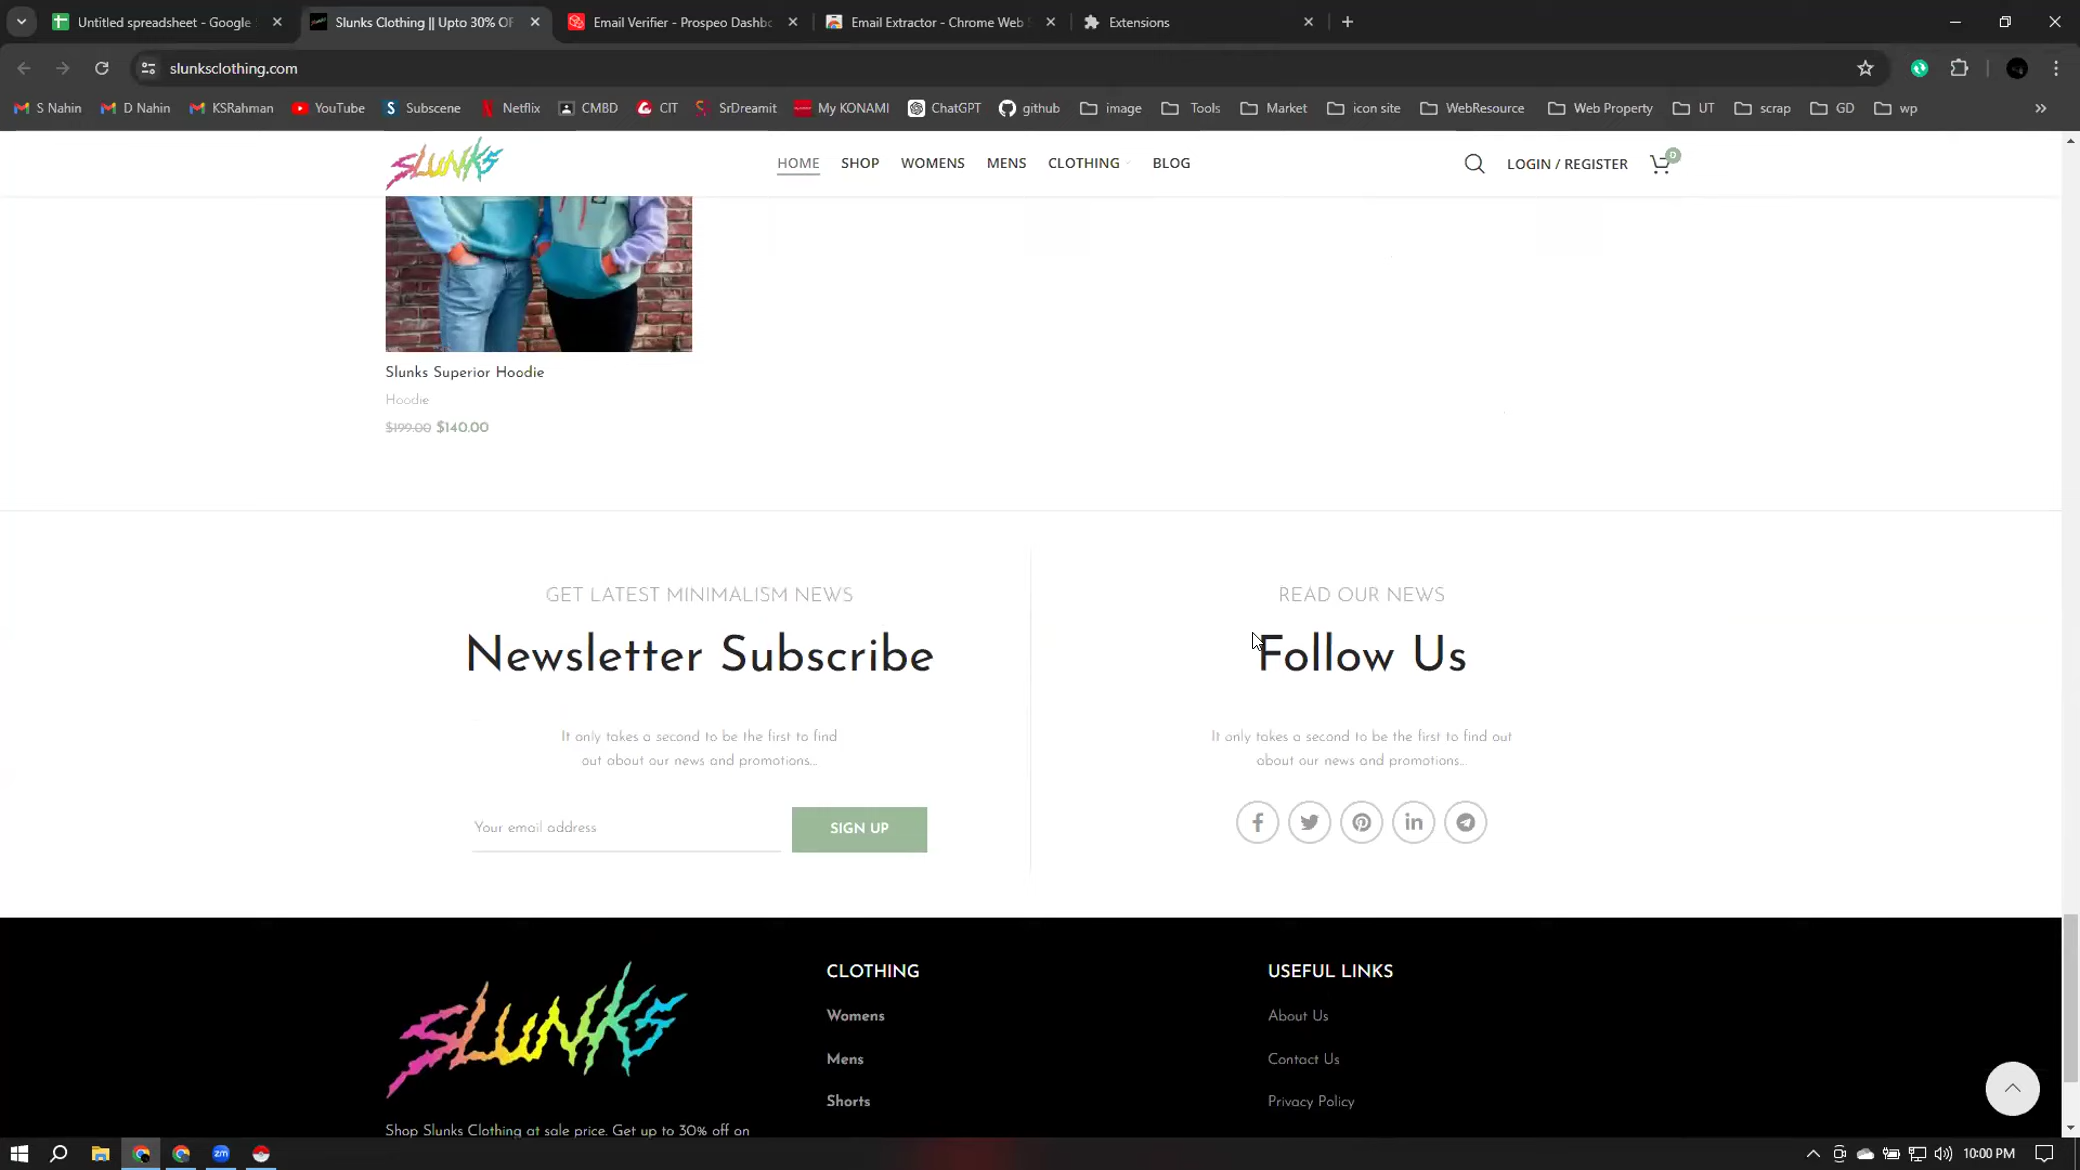 Untitled spreadsheet - Google
Slunks Clothing || Upto 30% OF
Email Verifier - Prospeo Dashbo
Email Extractor - Chrome Web S
Extensions
slunksclothing.com
S Nahin
D Nahin
KSRahman
YouTube
Subscene
Netflix
CMBD
CIT
SrDreamit
My KONAMI
ChatGPT
github
image
Tools
Market
icon site
WebResource
Web Property
UT
scrap
GD
wp
SLUNKS
HOME
SHOP
WOMENS
MENS
CLOTHING
BLOG
LOGIN / REGISTER
0
Slunks Superior Hoodie
Hoodie
$199.00 $140.00
GET LATEST MINIMALISM NEWS
Newsletter Subscribe
It only takes a second to be the first to find
out about our news and promotions...
Your email address
SIGN UP
READ OUR NEWS
Follow Us
It only takes a second to be the first to find out
about our news and promotions...
SLUNKS
Shop Slunks Clothing at sale price. Get up to 30% off on
CLOTHING
Womens
Mens
Shorts
USEFUL LINKS
About Us
Contact Us
Privacy Policy
zm
10:00 PM